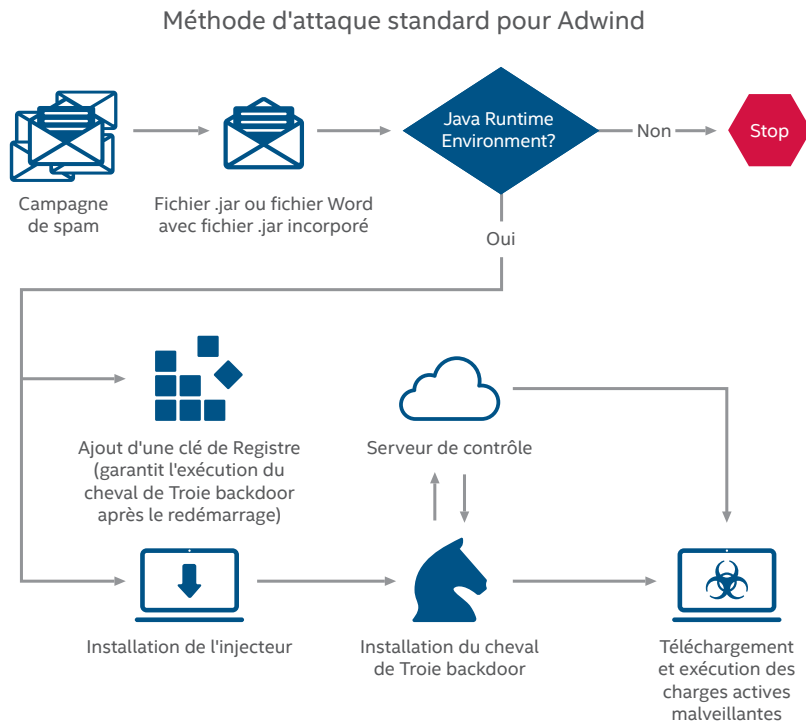 Méthode d'attaque standard pour Adwind
Java Runtime
Environment?
Non
Stop
Campagne
de spam
Fichier .jar ou fichier Word
avec fichier .jar incorporé
Oui
Ajout d'une clé de Registre
(garantit l'exécution du
cheval de Troie backdoor
après le redémarrage)
Serveur de contrôle
Installation de l'injecteur
Installation du cheval
de Troie backdoor
Téléchargement
et exécution des
charges actives
malveillantes